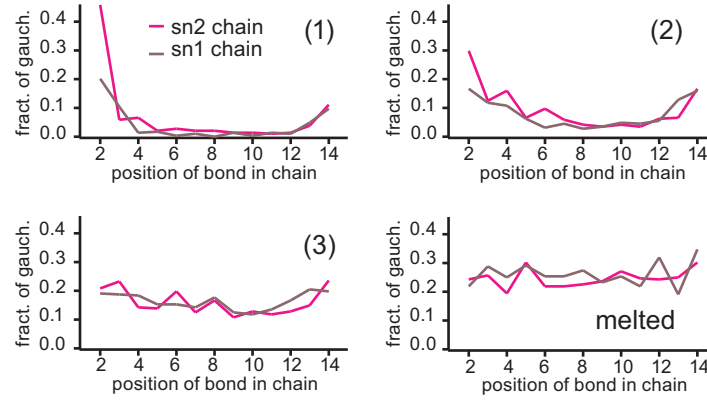 fract. of gauch.
0.4
0.3
0.2
0.1
0.0
sn2 chain
sn1 chain
(1)
2 4 6 8 10 12 14
position of bond in chain
fract. of gauch.
0.4
0.3
0.2
0.1
0.0
(2)
2 4 6 8 10 12 14
position of bond in chain
fract. of gauch.
0.4
0.3
0.2
0.1
0.0
(3)
2 4 6 8 10 12 14
position of bond in chain
fract. of gauch.
0.4
0.3
0.2
0.1
0.0
melted
2 4 6 8 10 12 14
position of bond in chain